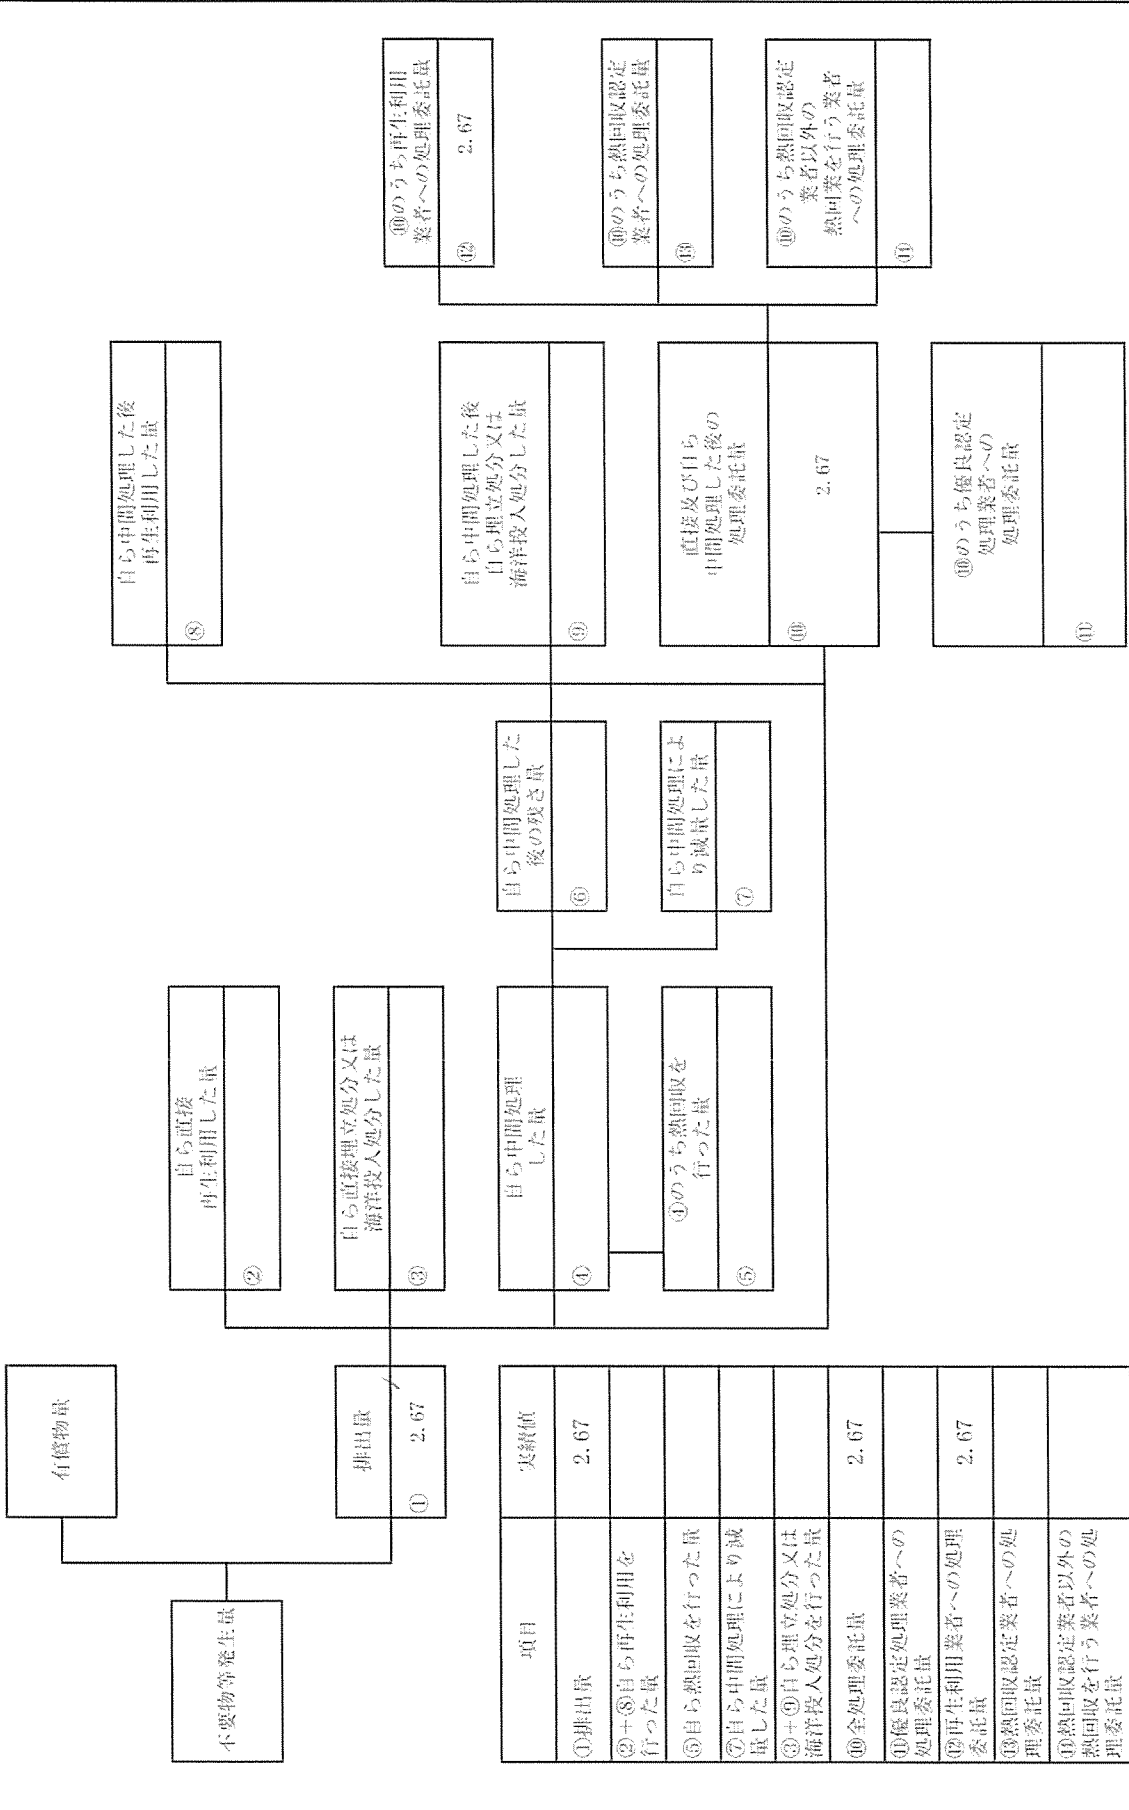 不要物等発生量
有償物量
排出量
①
2.67
自ら直接
再生利用した量
②
自ら直接埋立処分又は
海洋投入処分した量
③
自ら中間処理
した量
④
④のうち熱回収を
行った量
⑤
自ら中間処理した
後の残さ量
⑥
自ら中間処理によ
り減量した量
⑦
自ら中間処理した後
再生利用した量
⑧
自ら中間処理した後
自ら埋立処分又は
海洋投入処分した量
⑨
直接及び自ら
中間処理した後の
処理委託量
⑩
2.67
⑩のうち優良認定
処理業者への
処理委託量
⑪
⑩のうち再生利用
業者への処理委託量
⑫
2.67
⑩のうち熱回収認定
業者への処理委託量
⑬
⑩のうち熱回収認定
業者以外の
熱回業を行う業者
への処理委託量
⑭
項目 実績値
①排出量 2.67
②+⑧自ら再生利用を
行った量
⑤自ら熱回収を行った量
⑦自ら中間処理により減
量した量
③+⑨自ら埋立処分又は
海洋投入処分を行った量
⑩全処理委託量 2.67
⑪優良認定処理業者への
処理委託量
⑫再生利用業者への処理
委託量 2.67
⑬熱回収認定業者への処
理委託量
⑭熱回収認定業者以外の
熱回収を行う業者への処
理委託量